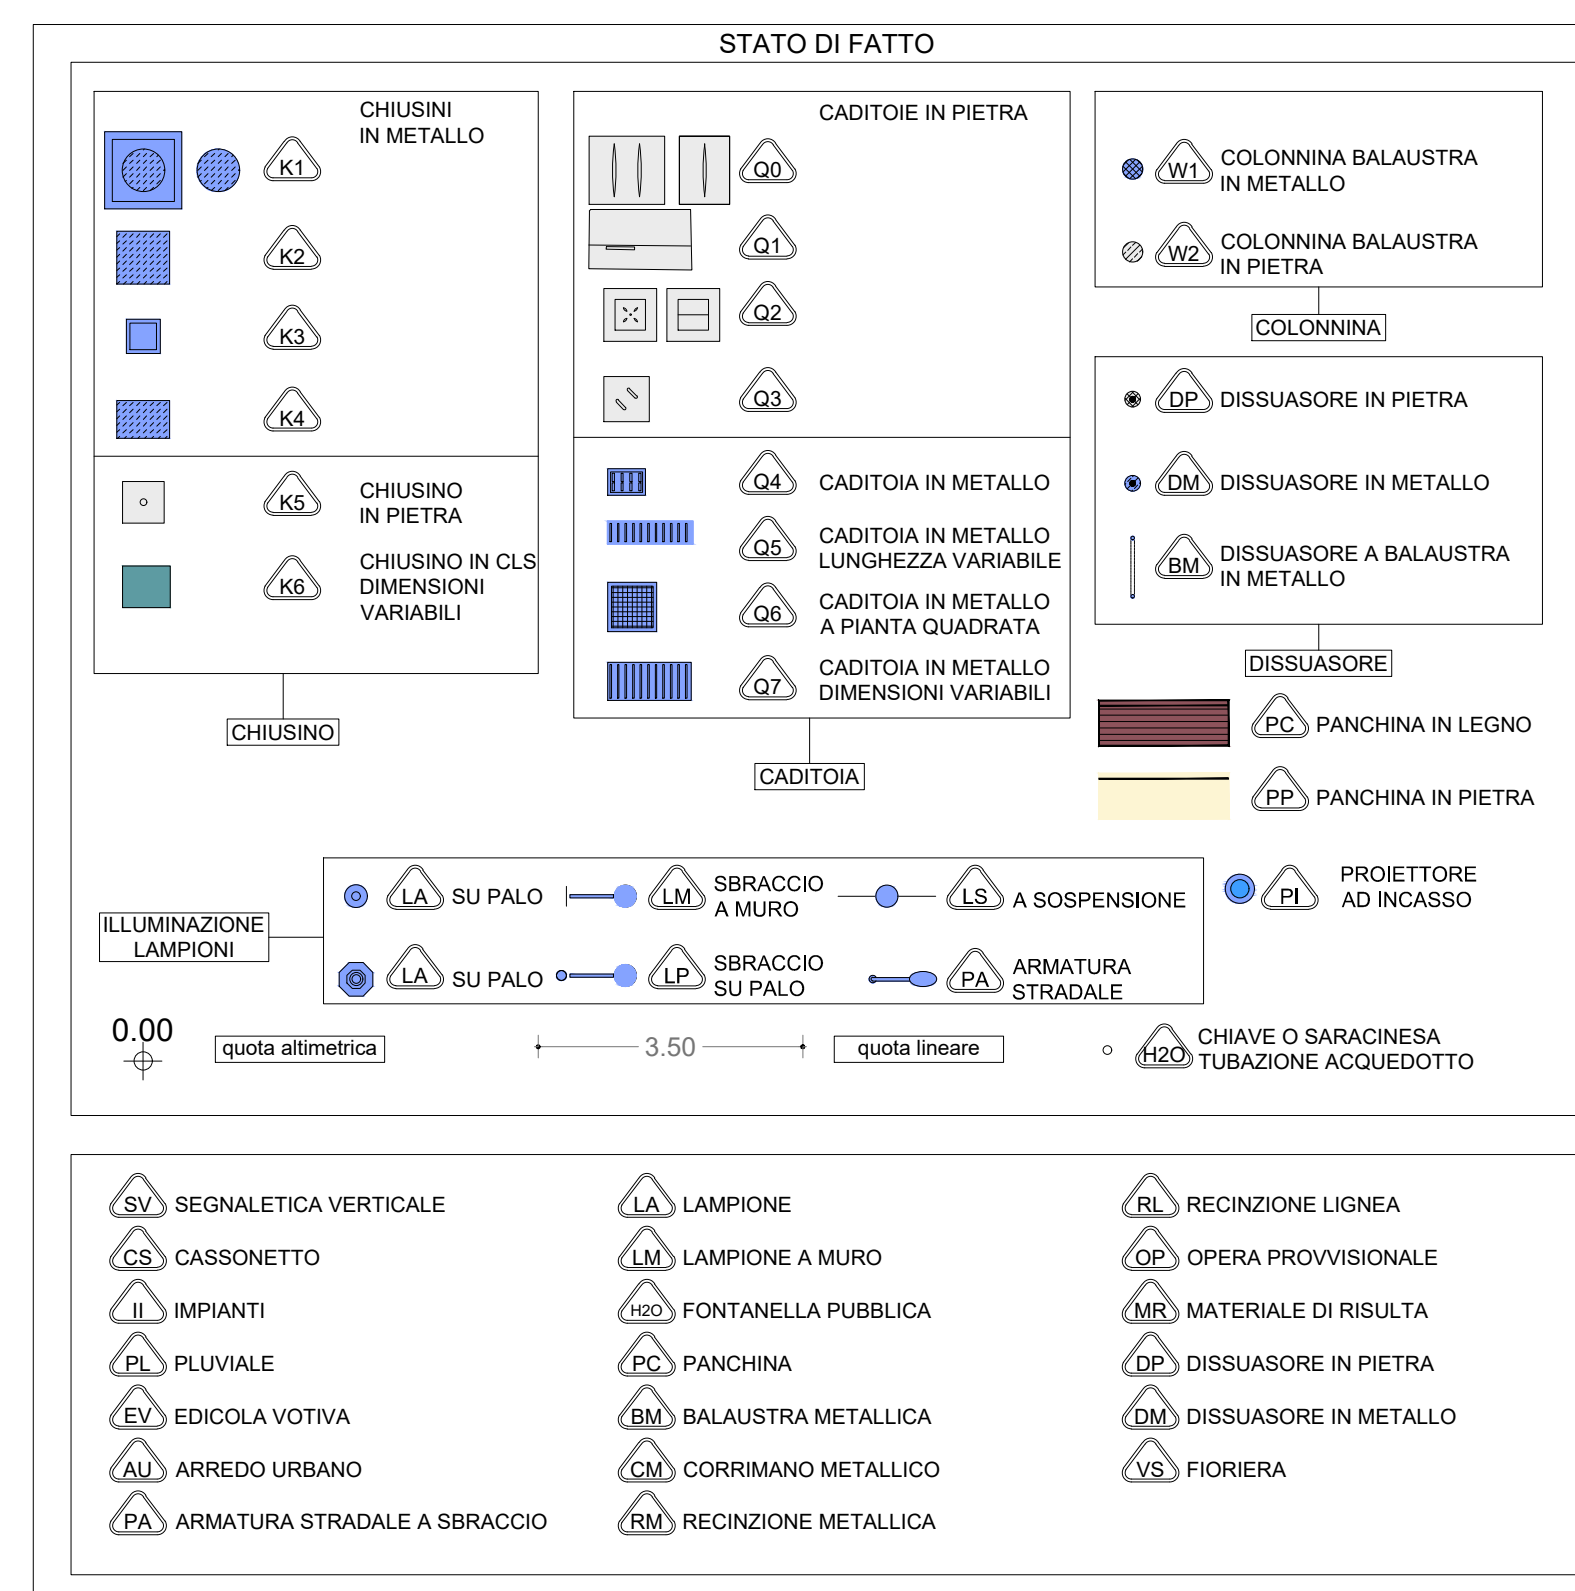 STATO DI FATTO
CHIUSINI
IN METALLO
K1
K2
K3
K4
K5
CHIUSINO
IN PIETRA
K6
CHIUSINO IN CLS
DIMENSIONI
VARIABILI
CHIUSINO
CADITOIE IN PIETRA
Q0
Q1
Q2
Q3
Q4
CADITOIA IN METALLO
Q5
CADITOIA IN METALLO
LUNGHEZZA VARIABILE
Q6
CADITOIA IN METALLO
A PIANTA QUADRATA
Q7
CADITOIA IN METALLO
DIMENSIONI VARIABILI
CADITOIA
W1
COLONNINA BALAUSTRA
IN METALLO
W2
COLONNINA BALAUSTRA
IN PIETRA
COLONNINA
DP DISSUASORE IN PIETRA
DM DISSUASORE IN METALLO
BM
DISSUASORE A BALAUSTRA
IN METALLO
DISSUASORE
PC PANCHINA IN LEGNO
PP PANCHINA IN PIETRA
ILLUMINAZIONE
LAMPIONI
LA SU PALO
LM
SBRACCIO
A MURO
LS A SOSPENSIONE
LA SU PALO
LP
SBRACCIO
SU PALO
PA
ARMATURA
STRADALE
PI
PROIETTORE
AD INCASSO
0.00
quota altimetrica
3.50
quota lineare
H2O
CHIAVE O SARACINESA
TUBAZIONE ACQUEDOTTO
SV SEGNALETICA VERTICALE
CS CASSONETTO
II IMPIANTI
PL PLUVIALE
EV EDICOLA VOTIVA
AU ARREDO URBANO
PA ARMATURA STRADALE A SBRACCIO
LA LAMPIONE
LM LAMPIONE A MURO
H2O FONTANELLA PUBBLICA
PC PANCHINA
BM BALAUSTRA METALLICA
CM CORRIMANO METALLICO
RM RECINZIONE METALLICA
RL RECINZIONE LIGNEA
OP OPERA PROVVISIONALE
MR MATERIALE DI RISULTA
DP DISSUASORE IN PIETRA
DM DISSUASORE IN METALLO
VS FIORIERA